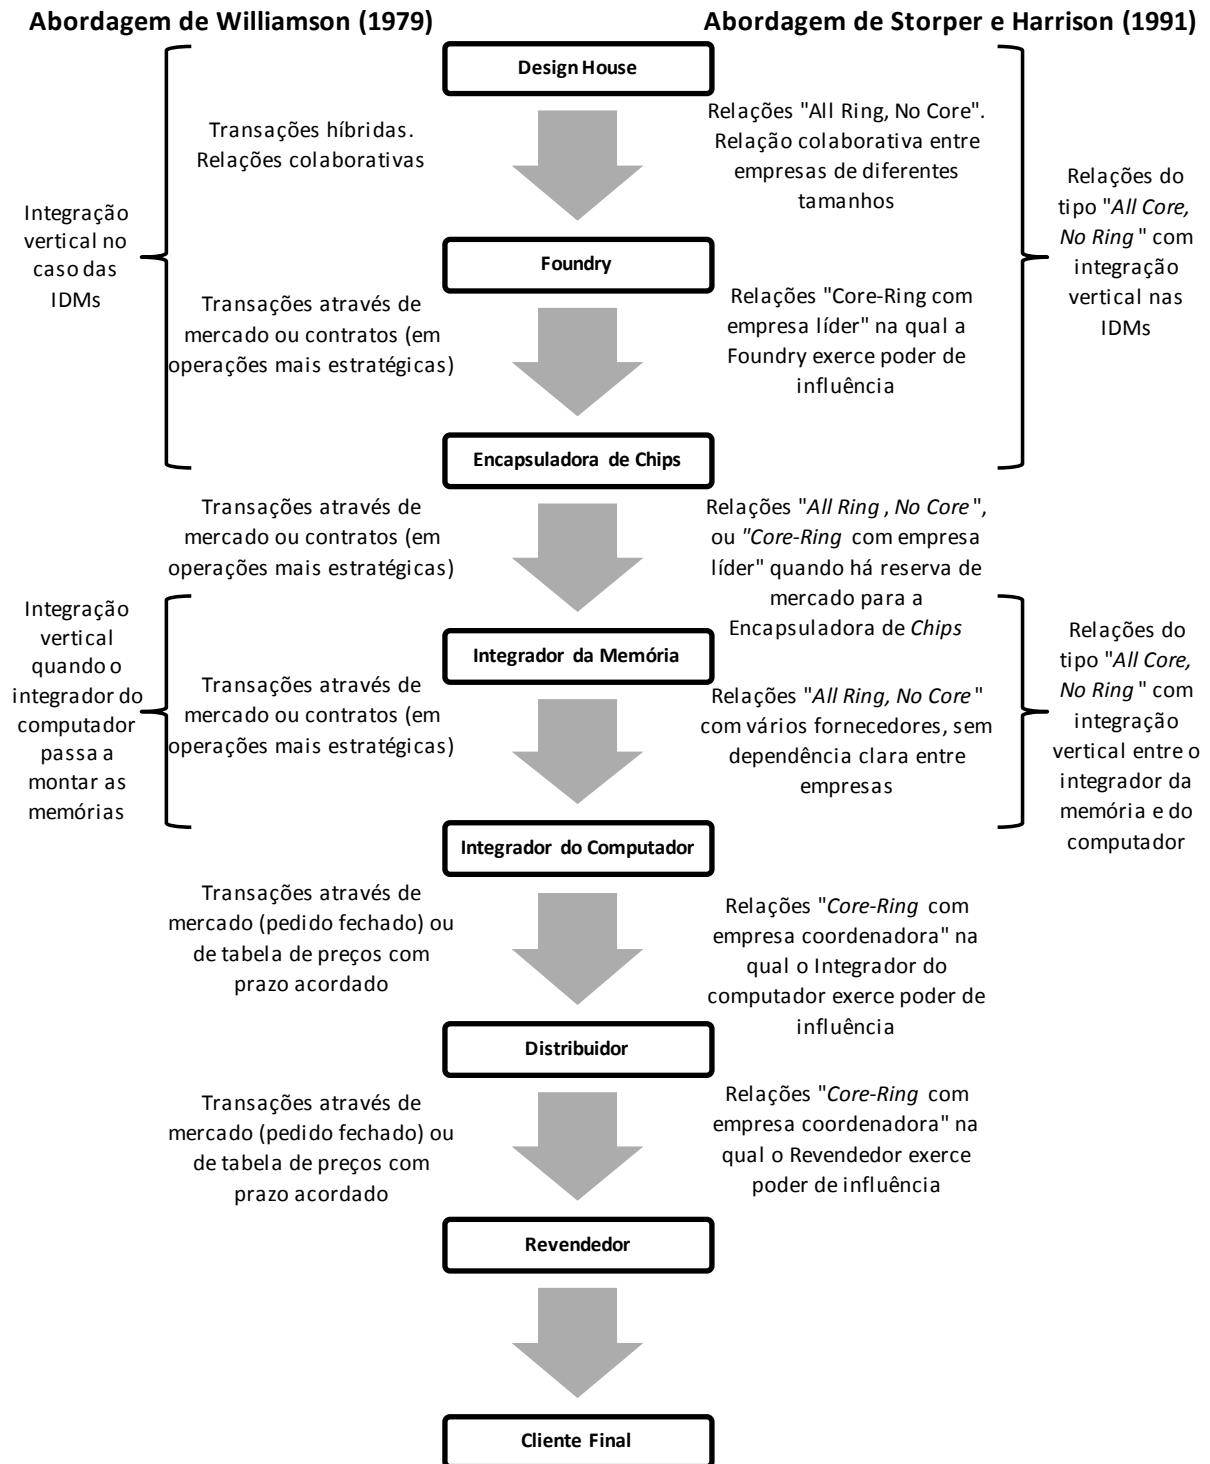 Abordagem de Williamson (1979)
Abordagem de Storper e Harrison (1991)
Design House
Transações híbridas.
Relações colaborativas
Relações "All Ring, No Core".
Relação colaborativa entre
empresas de diferentes
tamanhos
Integração
vertical no
caso das
IDMs
Relações do
tipo "All Core,
No Ring" com
integração
vertical nas
IDMs
Foundry
Transações através de
mercado ou contratos (em
operações mais estratégicas)
Relações "Core-Ring com
empresa líder" na qual a
Foundry exerce poder de
influência
Encapsuladora de Chips
Transações através de
mercado ou contratos (em
operações mais estratégicas)
Relações "All Ring, No Core",
ou "Core-Ring com empresa
líder" quando há reserva de
mercado para a
Encapsuladora de Chips
Integração
vertical
quando o
integrador do
computador
passa a
montar as
memórias
Relações do
tipo "All Core,
No Ring" com
integração
vertical entre o
integrador da
memória e do
computador
Integrador da Memória
Transações através de
mercado ou contratos (em
operações mais estratégicas)
Relações "All Ring, No Core"
com vários fornecedores, sem
dependência clara entre
empresas
Integrador do Computador
Transações através de
mercado (pedido fechado) ou
de tabela de preços com
prazo acordado
Relações "Core-Ring com
empresa coordenadora" na
qual o Integrador do
computador exerce poder de
influência
Distribuidor
Transações através de
mercado (pedido fechado) ou
de tabela de preços com
prazo acordado
Relações "Core-Ring com
empresa coordenadora" na
qual o Revendedor exerce
poder de influência
Revendedor
Cliente Final